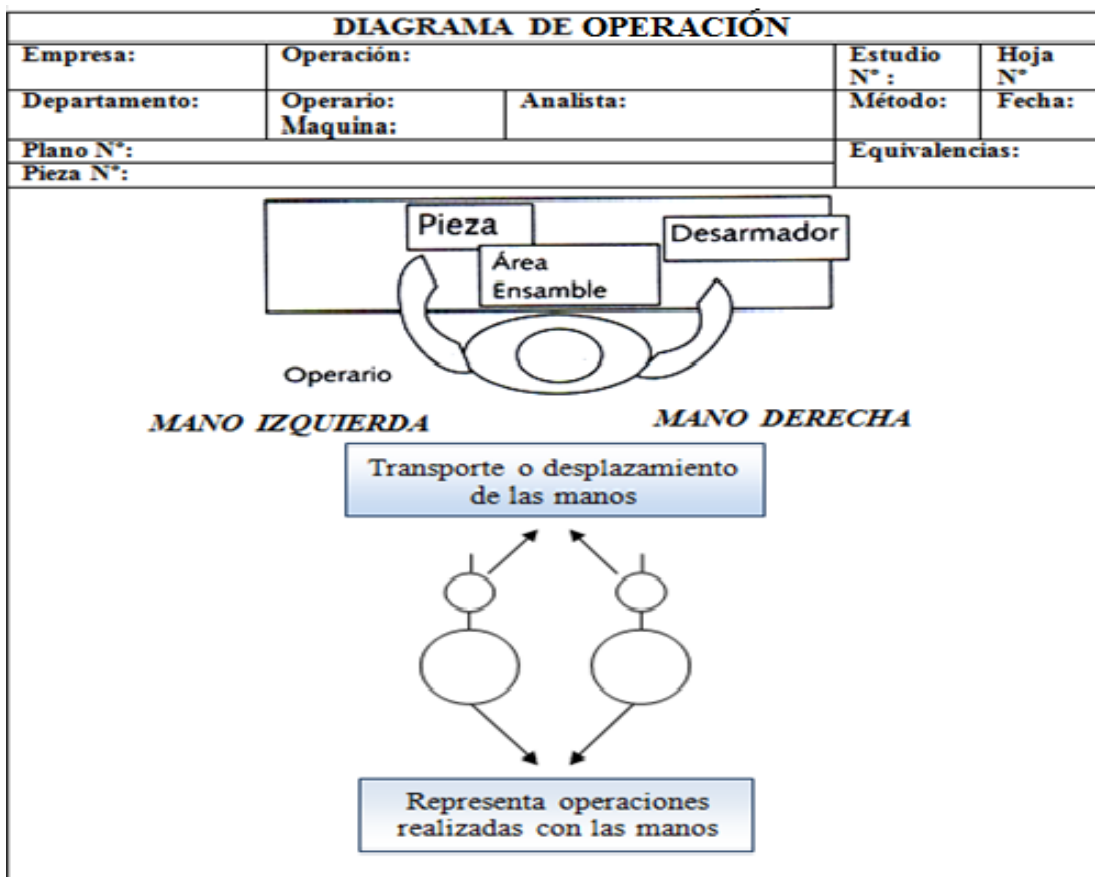 DIAGRAMA DE OPERACIÓN
Empresa:
Operación:
Estudio
N° :
Hoja
N°
Departamento:
Operario:
Maquina:
Analista:
Método:
Fecha:
Plano N°:
Equivalencias:
Pieza N°:
Pieza
Desarmador
Área
Ensamble
Operario
MANO IZQUIERDA
MANO DERECHA
Transporte o desplazamiento
de las manos
Representa operaciones
realizadas con las manos